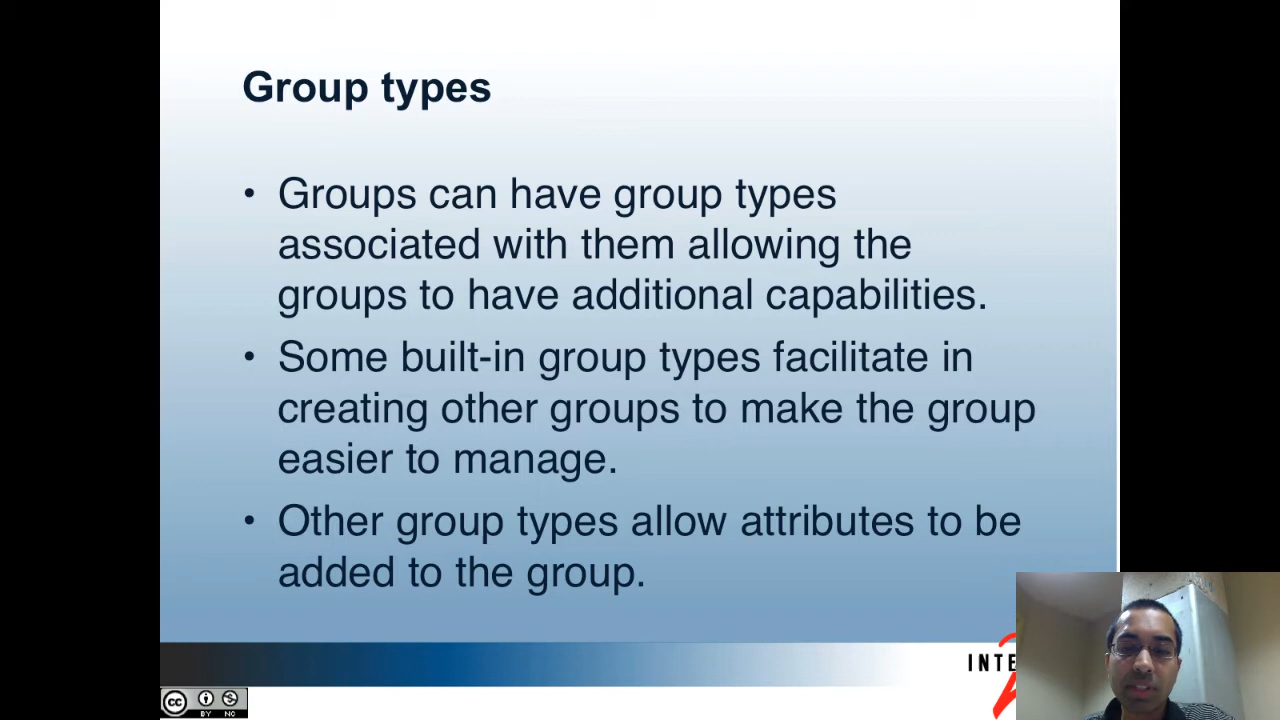 Group types
• Groups can have group types
associated with them allowing the
groups to have additional capabilities.
• Some built-in group types facilitate in
creating other groups to make the group
easier to manage.
• Other group types allow attributes to be
added to the group.
INTE
cc
BY NC